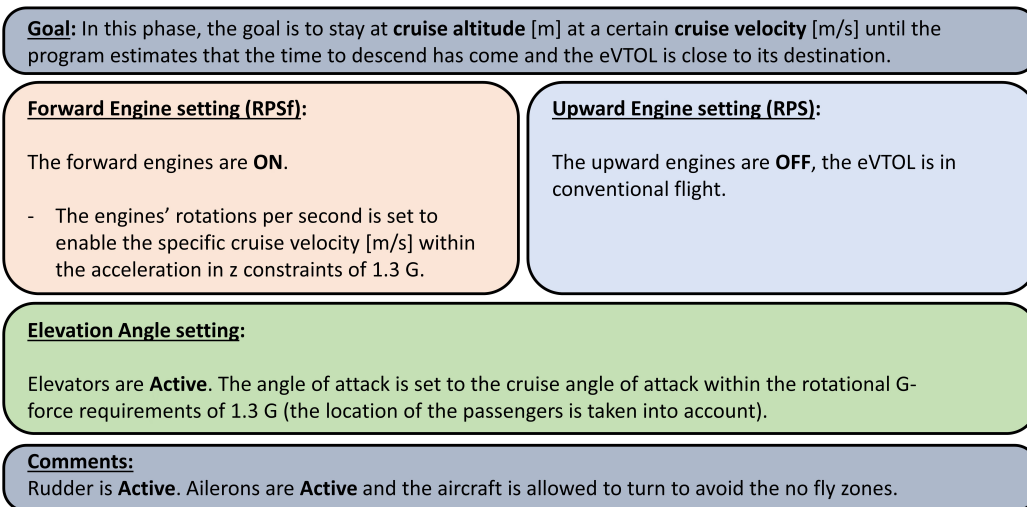 Goal: In this phase, the goal is to stay at cruise altitude [m] at a certain cruise velocity [m/s] until the
program estimates that the time to descend has come and the eVTOL is close to its destination.
Forward Engine setting (RPSf):
The forward engines are ON.
- The engines’ rotations per second is set to
enable the specific cruise velocity [m/s] within
the acceleration in z constraints of 1.3 G.
Upward Engine setting (RPS):
The upward engines are OFF, the eVTOL is in
conventional flight.
Elevation Angle setting:
Elevators are Active. The angle of attack is set to the cruise angle of attack within the rotational G-
force requirements of 1.3 G (the location of the passengers is taken into account).
Comments:
Rudder is Active. Ailerons are Active and the aircraft is allowed to turn to avoid the no fly zones.